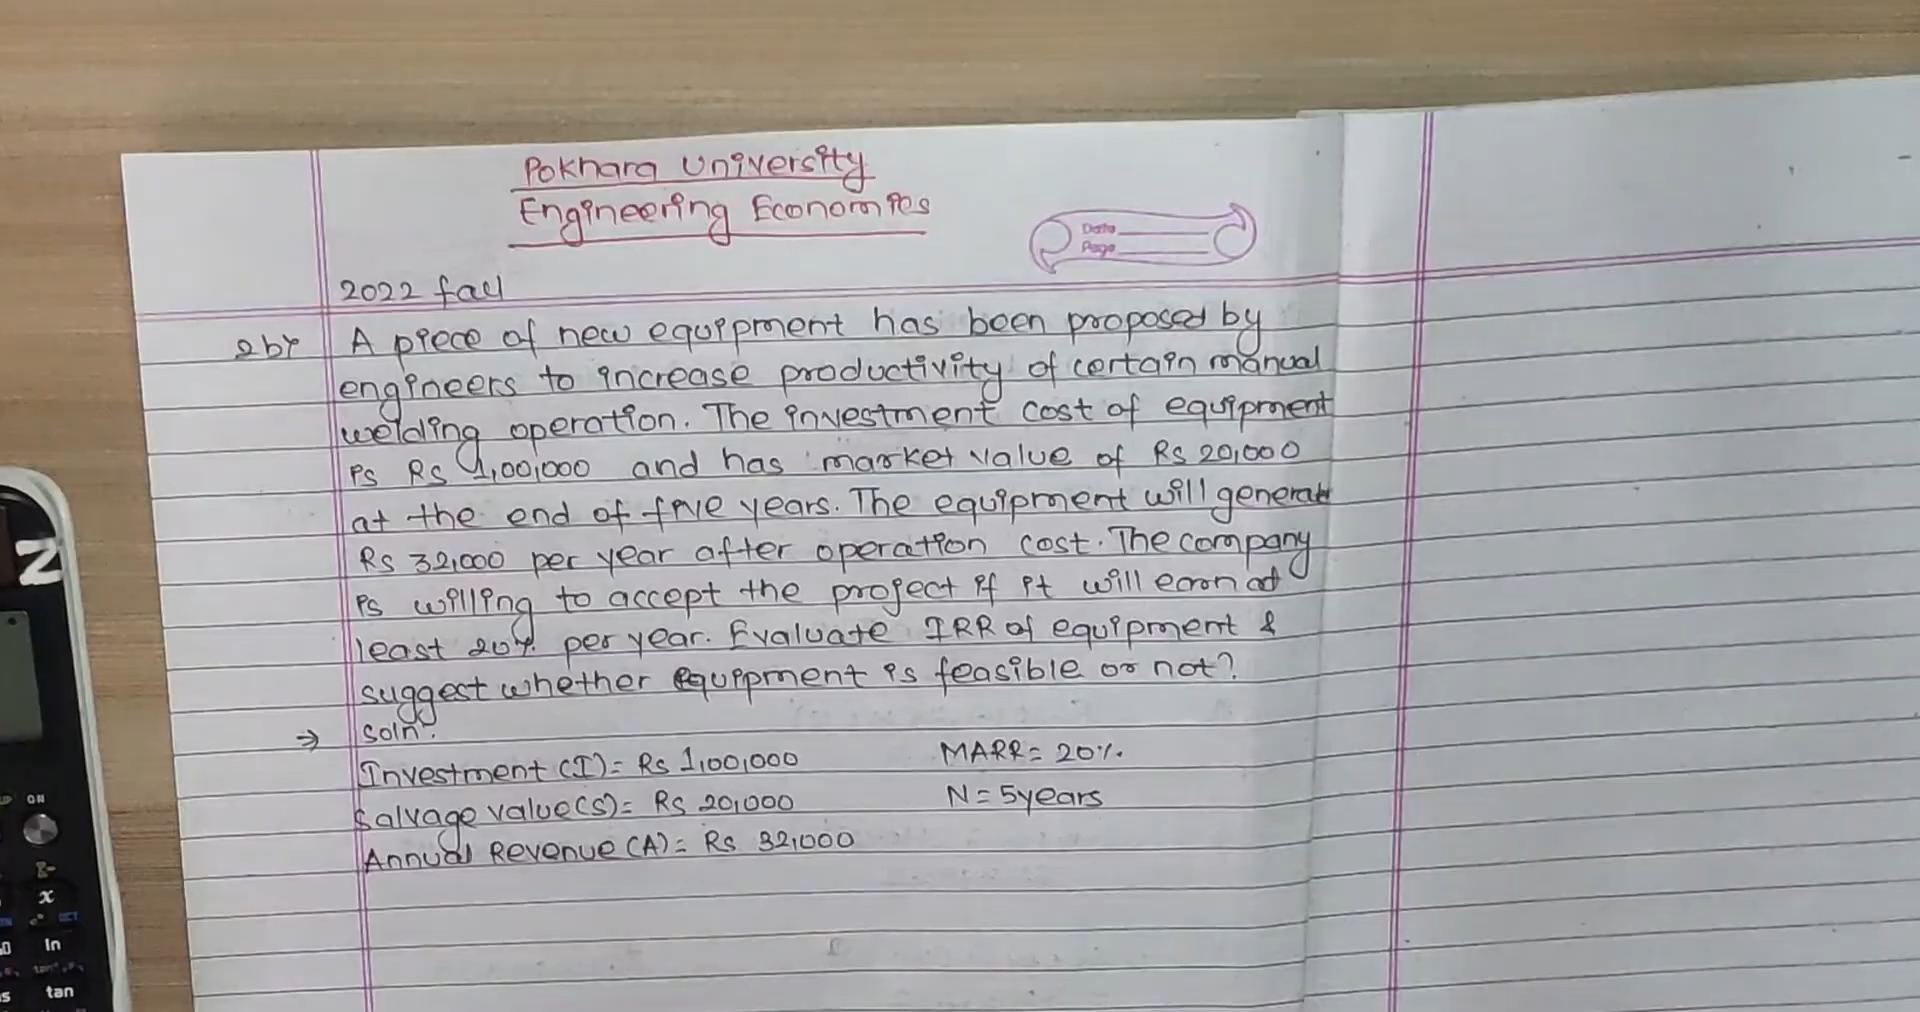 Pokhara University
Engineering Economics
Date
Page
2022 fall
2b) A piece of new equipment has been proposed by
engineers to increase productivity of certain manual
welding operation. The investment cost of equipment
is Rs 1,00,000 and has market value of Rs 20,000
at the end of five years. The equipment will generate
Rs 32,000 per year after operation cost. The company
is willing to accept the project if it will earn at
least 20% per year. Evaluate IRR of equipment &
suggest whether equipment is feasible or not?
⇒ Soln:
Investment (I) = Rs 1,00,000 MARR = 20%.
Salvage value(s) = Rs 20,000 N = 5years
Annual Revenue (A) = Rs 32,000
ON
Σ-
x
OCT
ln
tan